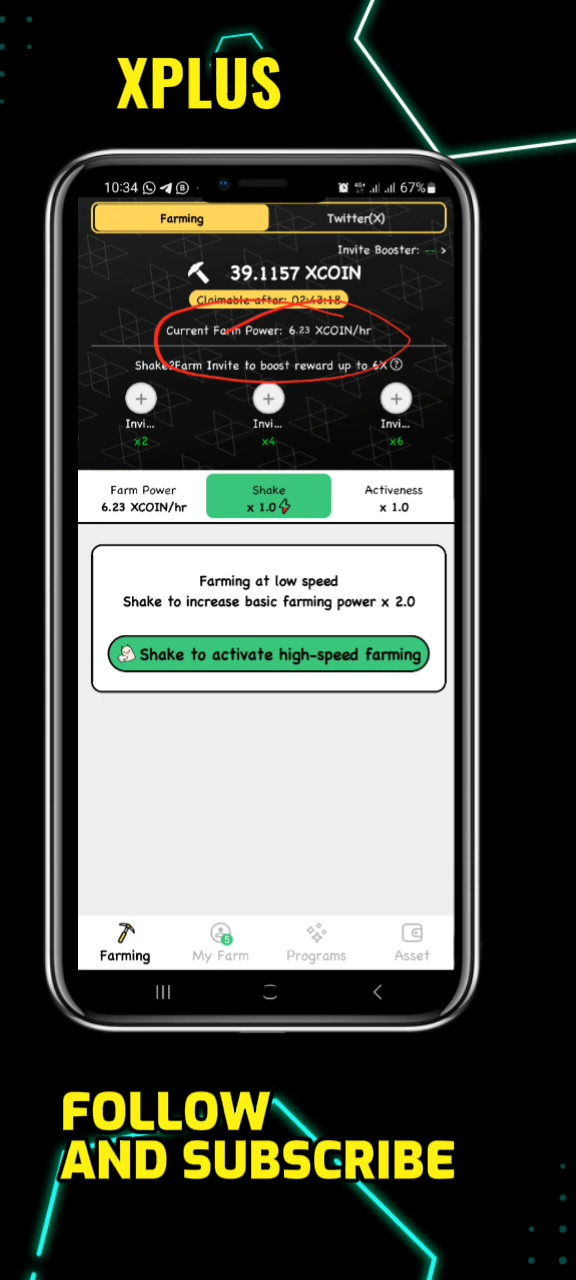 XPLUS
10:34 67%
Farming Twitter(X)
Invite Booster: -- >
39.1157 XCOIN
Claimable after: 02:43:18
Current Farm Power: 6.23 XCOIN/hr
Shake?Farm Invite to boost reward up to 6X ?
Invi... Invi... Invi...
x2 x4 x6
Farm Power Shake Activeness
6.23 XCOIN/hr x 1.0 x 1.0
Farming at low speed
Shake to increase basic farming power x 2.0
Shake to activate high-speed farming
5
Farming My Farm Programs Asset
FOLLOW
AND SUBSCRIBE